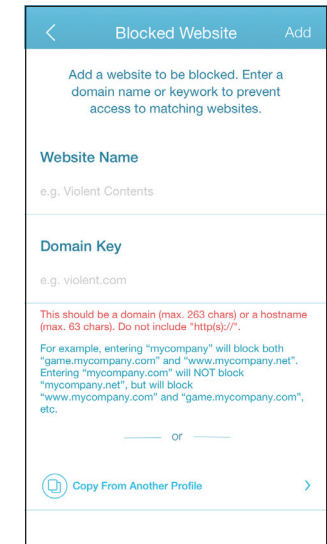 Blocked Website Add
Add a website to be blocked. Enter a
domain name or keywork to prevent
access to matching websites.
Website Name
e.g. Violent Contents
Domain Key
e.g. violent.com
This should be a domain (max. 263 chars) or a hostname
(max. 63 chars). Do not include "http(s)://".
For example, entering "mycompany" will block both
"game.mycompany.com" and "www.mycompany.net".
Entering "mycompany.com" will NOT block
"mycompany.net", but will block
"www.mycompany.com" and "game.mycompany.com",
etc.
or
Copy From Another Profile